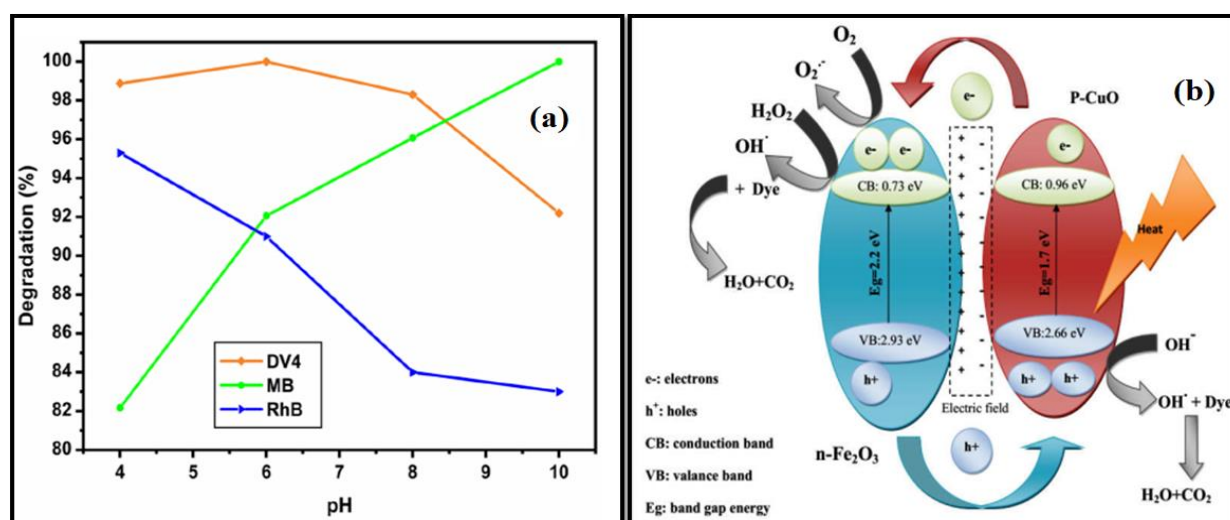 (a)
Degradation (%)
100
98
96
94
92
90
88
86
84
82
80
4
5
6
7
8
9
10
pH
DV4
MB
RhB
(b)
O₂
O₂˙⁻
H₂O₂
OH˙
+ Dye
H₂O+CO₂
e-
P-CuO
e- e-
e-
CB: 0.73 eV
CB: 0.96 eV
Heat
Eg=2.2 eV
Eg=1.7 eV
+ + + + + + + + + + + + +
- - - - - - - - - - - -
VB:2.93 eV
VB:2.66 eV
h+
h+ h+
OH⁻
OH˙ + Dye
H₂O+CO₂
Electric field
h+
n-Fe₂O₃
e-: electrons
h⁺: holes
CB: conduction band
VB: valance band
Eg: band gap energy